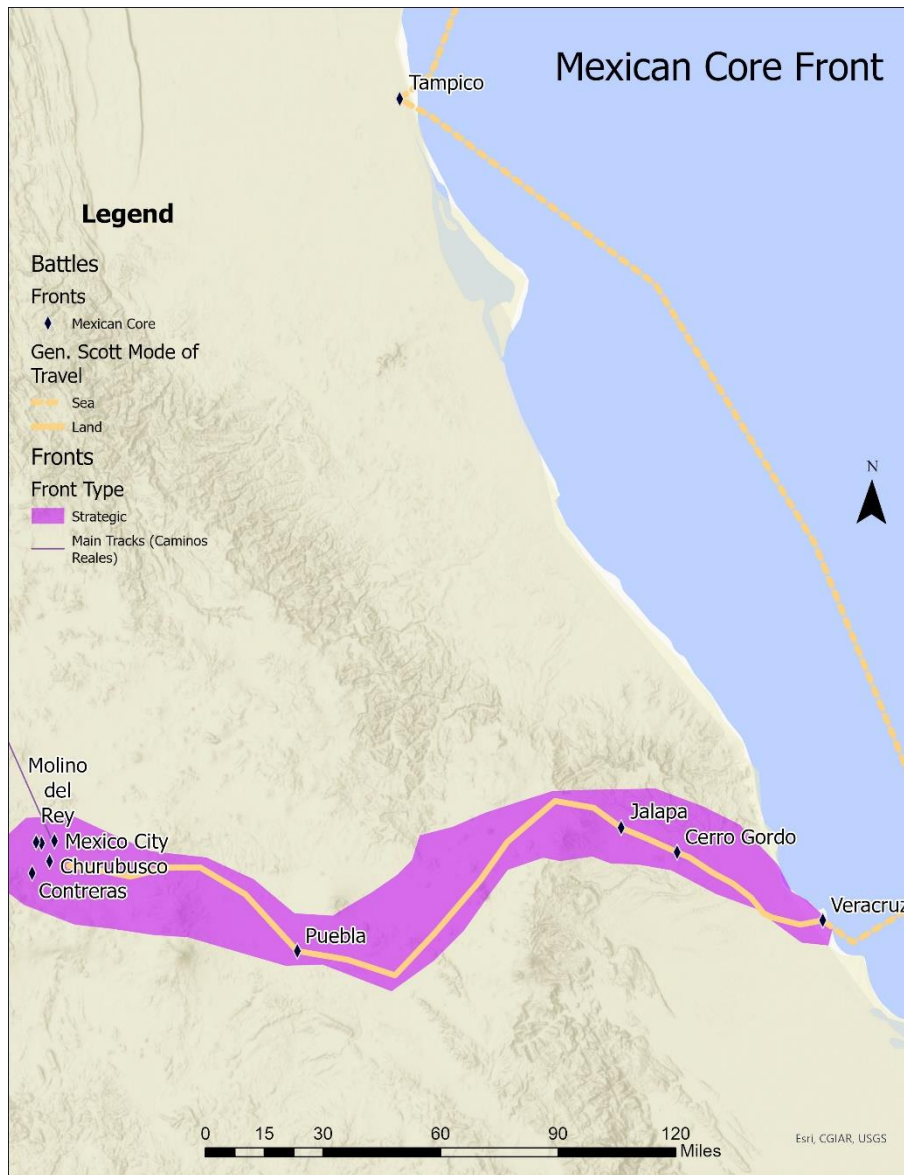 Mexican Core Front
Tampico
Legend
Battles
Fronts
Mexican Core
Gen. Scott Mode of
Travel
Sea
Land
Fronts
Front Type
Strategic
Main Tracks (Caminos
Reales)
N
Molino
del
Rey
Mexico City
Churubusco
Contreras
Puebla
Jalapa
Cerro Gordo
Veracruz
0 15 30 60 90 120
Miles
Esri, CGIAR, USGS